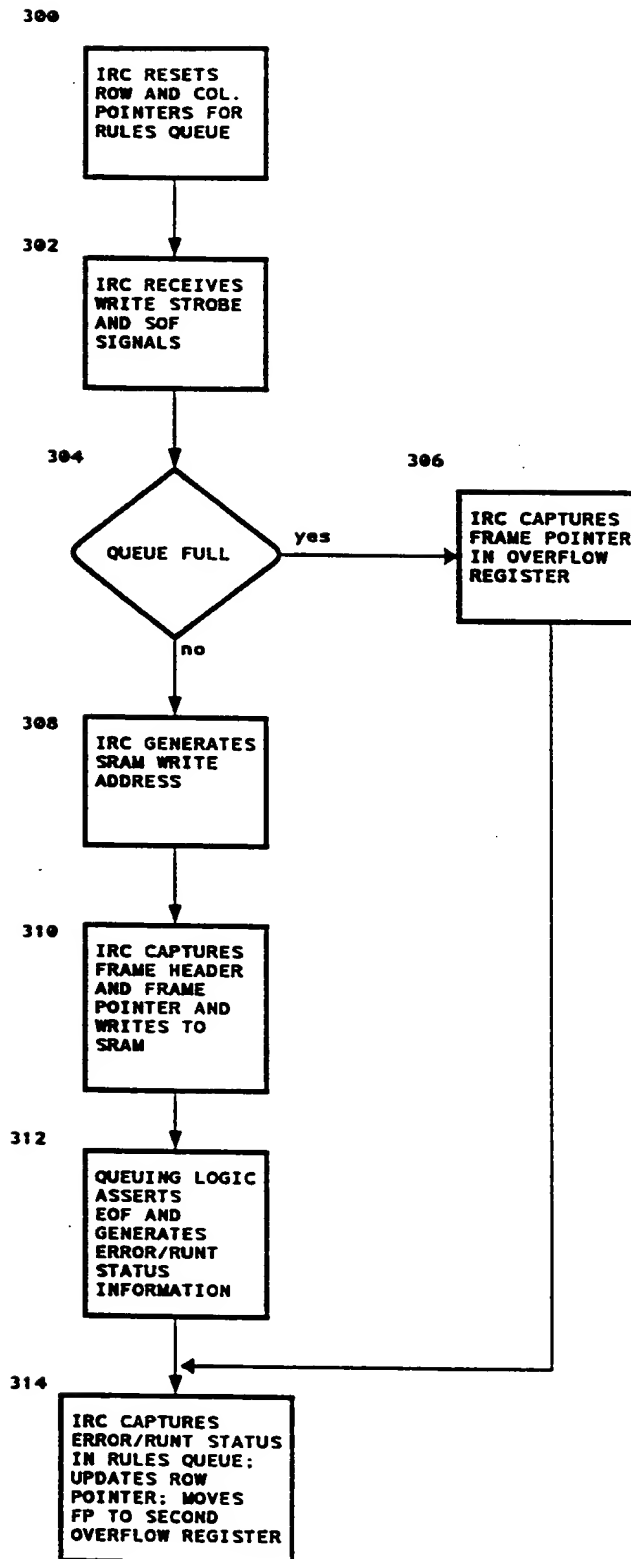 300
IRC RESETS
ROW AND COL.
POINTERS FOR
RULES QUEUE
302
IRC RECEIVES
WRITE STROBE
AND SOF
SIGNALS
304
QUEUE FULL
yes
no
306
IRC CAPTURES
FRAME POINTER
IN OVERFLOW
REGISTER
308
IRC GENERATES
SRAM WRITE
ADDRESS
310
IRC CAPTURES
FRAME HEADER
AND FRAME
POINTER AND
WRITES TO
SRAM
312
QUEUING LOGIC
ASSERTS
EOF AND
GENERATES
ERROR/RUNT
STATUS
INFORMATION
314
IRC CAPTURES
ERROR/RUNT STATUS
IN RULES QUEUE;
UPDATES ROW
POINTER; MOVES
FP TO SECOND
OVERFLOW REGISTER